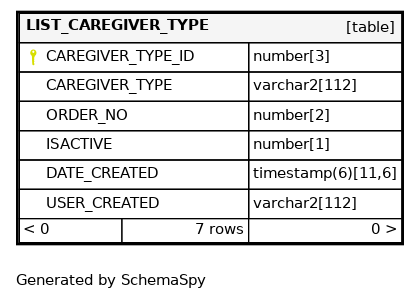 LIST_CAREGIVER_TYPE [table]
CAREGIVER_TYPE_ID number[3]
CAREGIVER_TYPE varchar2[112]
ORDER_NO number[2]
ISACTIVE number[1]
DATE_CREATED timestamp(6)[11,6]
USER_CREATED varchar2[112]
< 0 7 rows 0 >
Generated by SchemaSpy